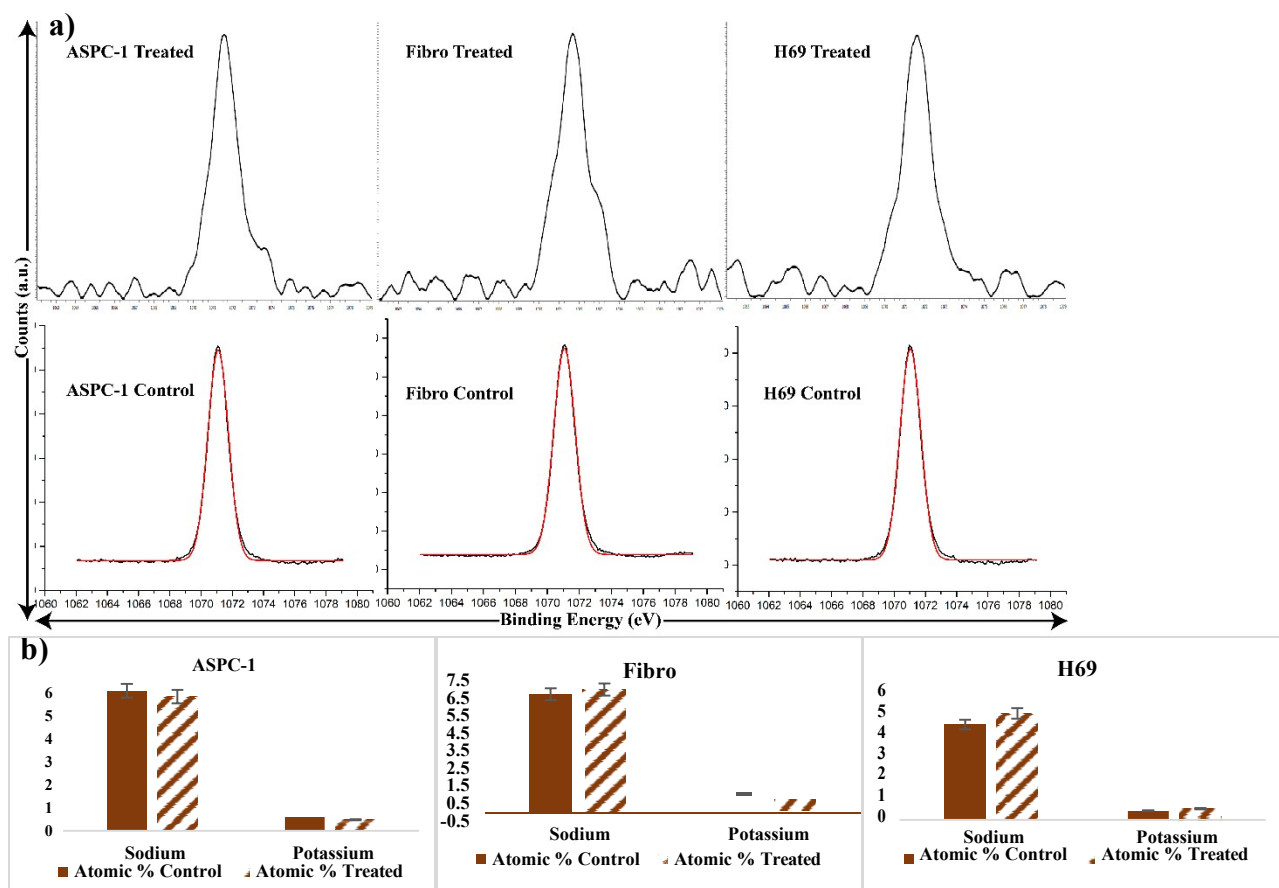 a)
ASPC-1 Treated
Fibro Treated
H69 Treated
Counts (a.u.)
ASPC-1 Control
Fibro Control
H69 Control
1060 1062 1064 1066 1068 1070 1072 1074 1076 1078 1080
1060 1062 1064 1066 1068 1070 1072 1074 1076 1078 1080
1060 1062 1064 1066 1068 1070 1072 1074 1076 1078 1080
Binding Energy (eV)
b)
ASPC-1
6
5
4
3
2
1
0
Sodium Potassium
Atomic % Control Atomic % Treated
Fibro
7.5
6.5
5.5
4.5
3.5
2.5
1.5
0.5
-0.5
Sodium Potassium
Atomic % Control Atomic % Treated
H69
6
5
4
3
2
1
0
Sodium Potassium
Atomic % Control Atomic % Treated